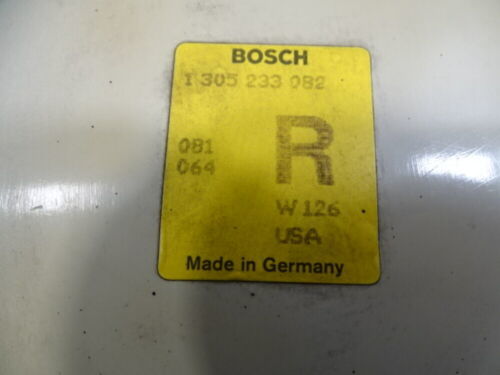 BOSCH
1 305 233 082
081
064
R
W 126
USA
Made in Germany